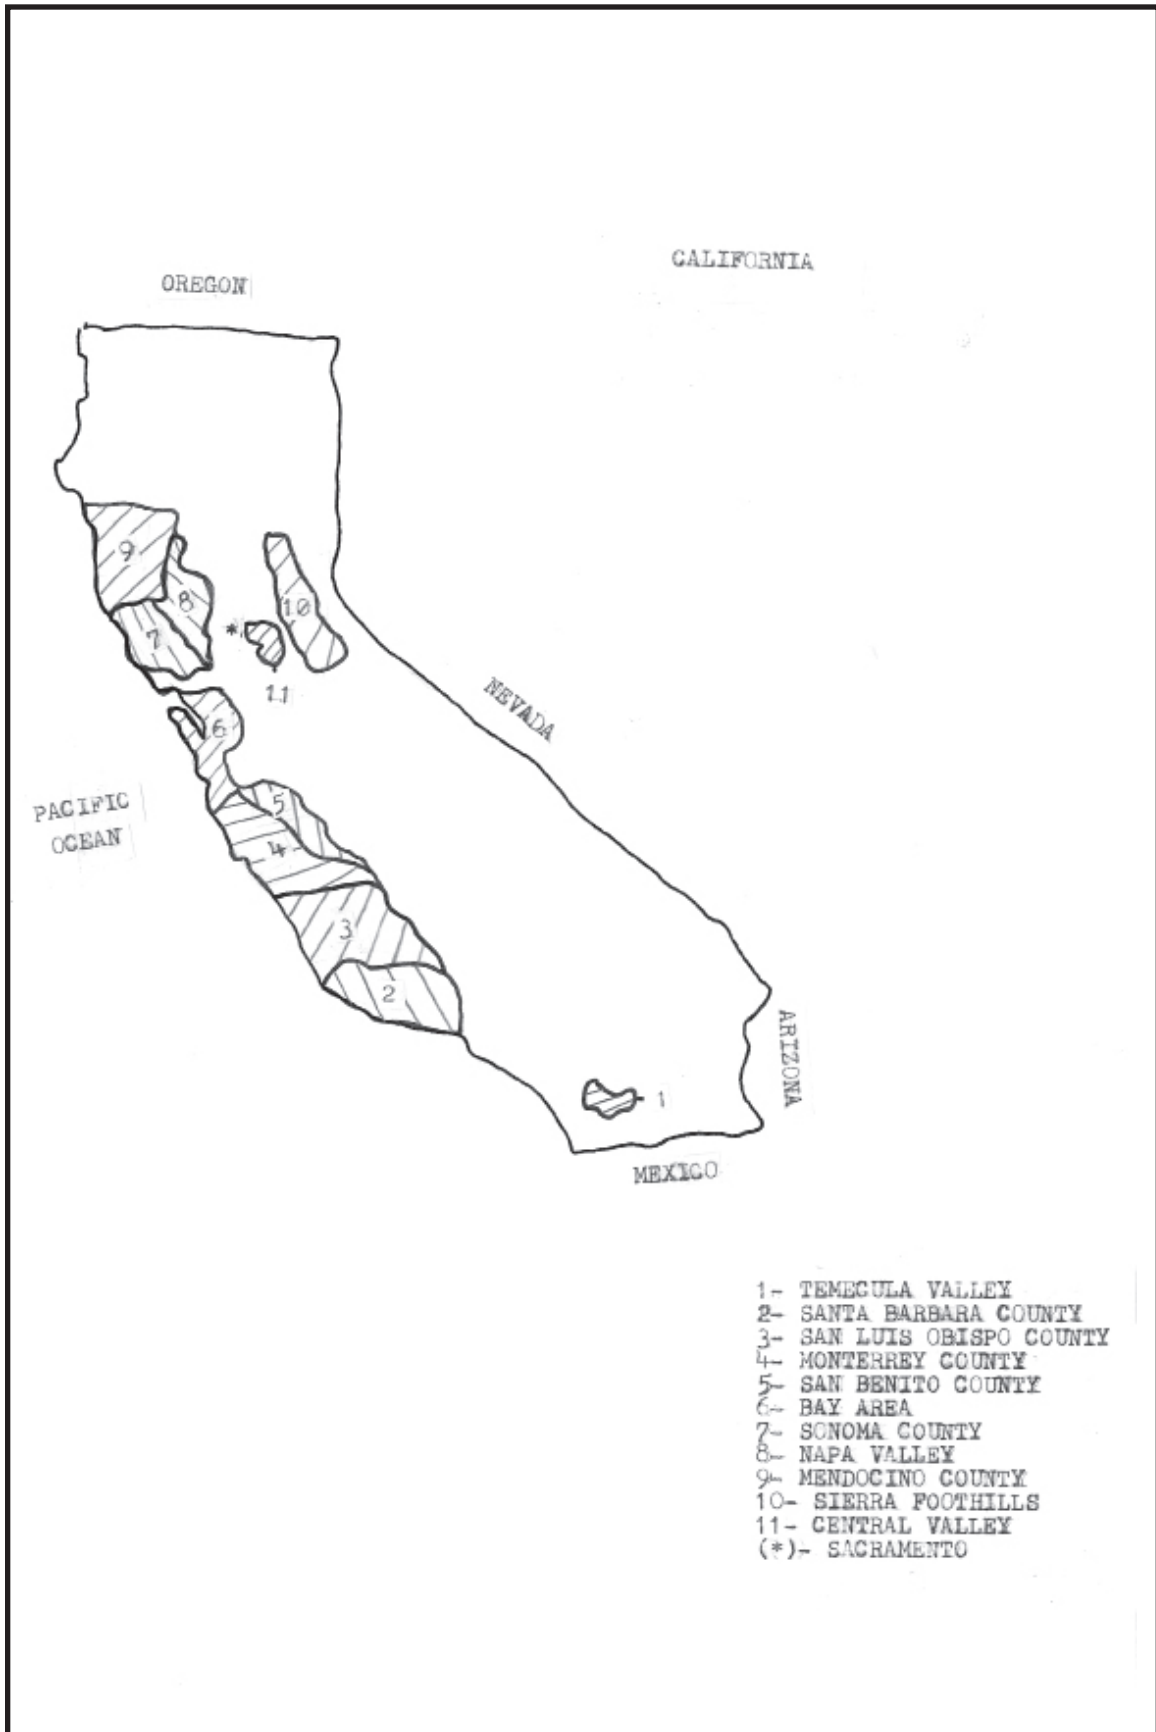 CALIFORNIA
OREGON
9
8
10
7
*
11
NEVADA
6
PACIFIC
OCEAN
5
4
3
2
ARIZONA
1
MEXICO
1- TEMECULA VALLEY
2- SANTA BARBARA COUNTY
3- SAN LUIS OBISPO COUNTY
4- MONTERREY COUNTY
5- SAN BENITO COUNTY
6- BAY AREA
7- SONOMA COUNTY
8- NAPA VALLEY
9- MENDOCINO COUNTY
10- SIERRA FOOTHILLS
11- CENTRAL VALLEY
(*)- SACRAMENTO